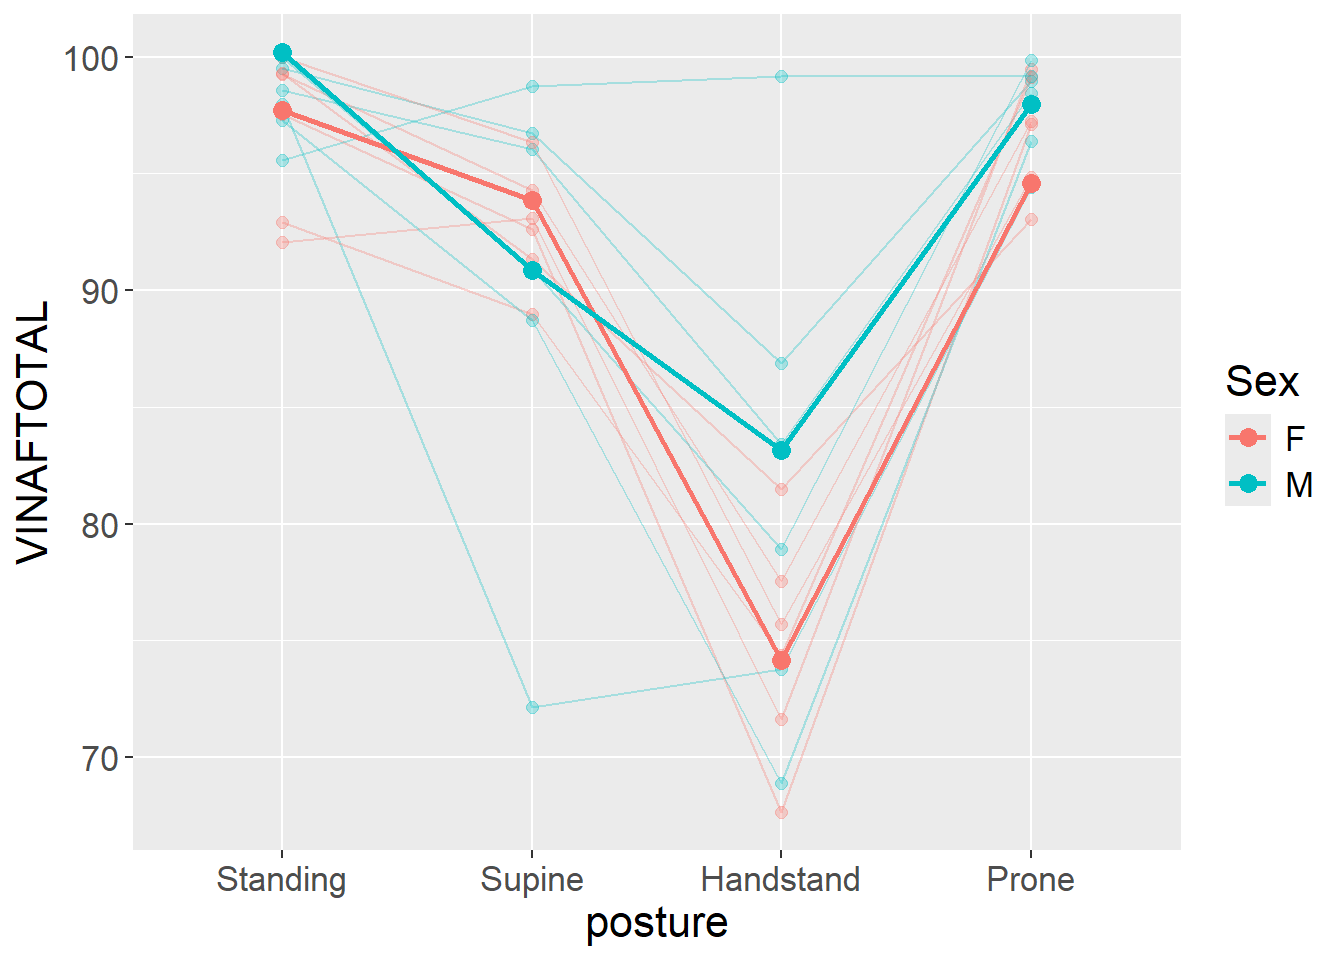 100
90
80
70
VINAFTOTAL
Standing
Supine
Handstand
Prone
posture
Sex
F
M